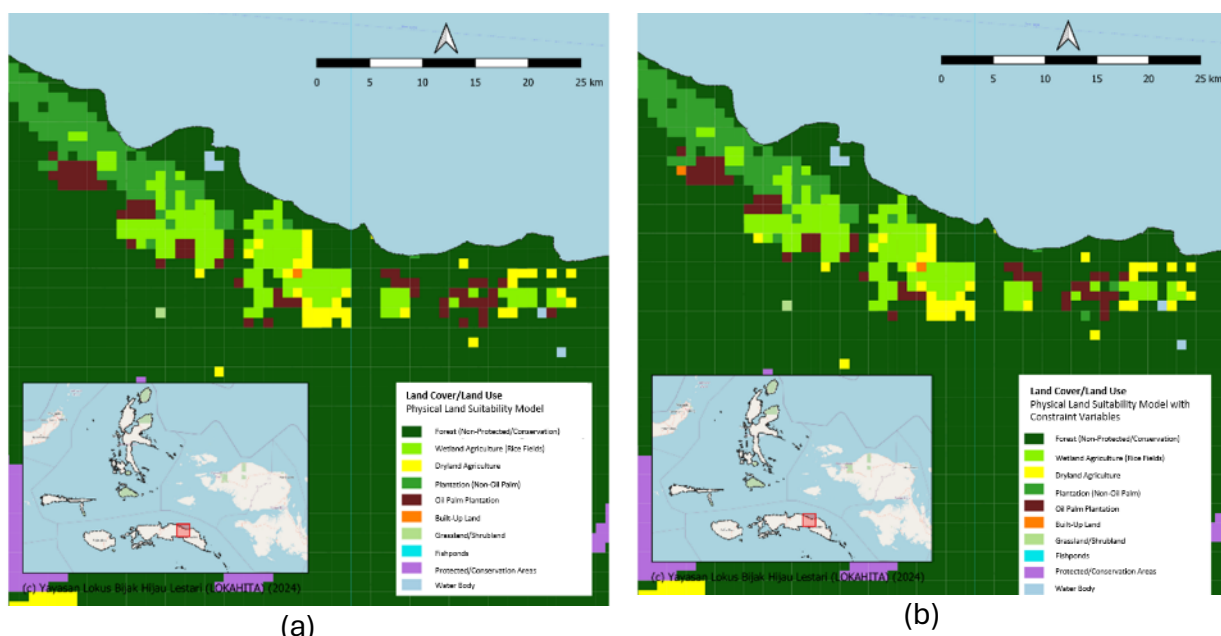 0 5 10 15 20 25 km
Land Cover/Land Use
Physical Land Suitability Model
Forest (Non-Protected/Conservation)
Wetland Agriculture (Rice Fields)
Dryland Agriculture
Plantation (Non-Oil Palm)
Oil Palm Plantation
Built-Up Land
Grassland/Shrubland
Fishponds
Protected/Conservation Areas
Water Body
(c) Yayasan Lokus Bijak Hijau Lestari (LOKAHITA) (2024)
(a)
0 5 10 15 20 25 km
Land Cover/Land Use
Physical Land Suitability Model with
Constraint Variables
Forest (Non-Protected/Conservation)
Wetland Agriculture (Rice Fields)
Dryland Agriculture
Plantation (Non-Oil Palm)
Oil Palm Plantation
Built-Up Land
Grassland/Shrubland
Fishponds
Protected/Conservation Areas
Water Body
(c) Yayasan Lokus Bijak Hijau Lestari (LOKAHITA) (2024)
(b)